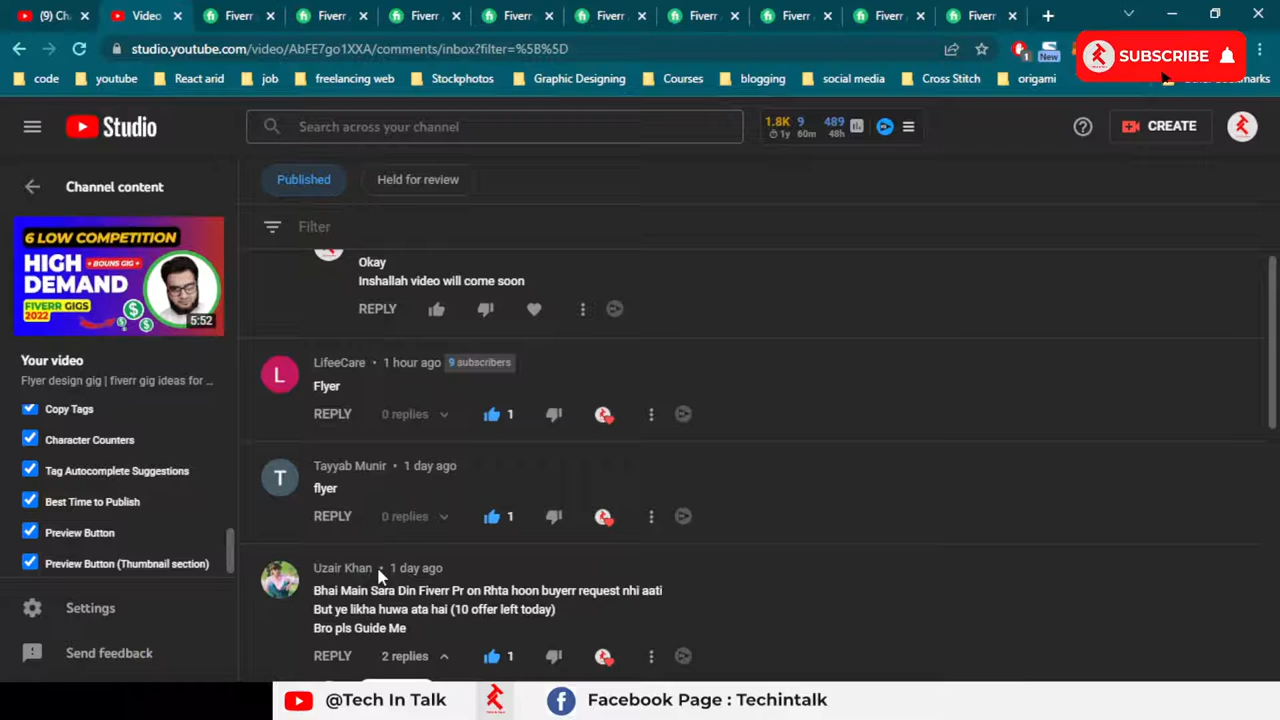 (9) Ch
Video
Fiverr
Fiverr
Fiverr
Fiverr
Fiverr
Fiverr
Fiverr
Fiverr
Fiverr
studio.youtube.com/video/AbFE7go1XXA/comments/inbox?filter=%5B%5D
1
New
SUBSCRIBE
code
youtube
React arid
job
freelancing web
Stockphotos
Graphic Designing
Courses
blogging
social media
Cross Stitch
origami
Bookmarks
Studio
Search across your channel
1.8K 9 489
1y 60m 48h
CREATE
Channel content
Published
Held for review
Filter
6 LOW COMPETITION
HIGH
BOUNS GIG
DEMAND
FIVERR GIGS
2022
5:52
Your video
Flyer design gig | fiverr gig ideas for ...
Copy Tags
Character Counters
Tag Autocomplete Suggestions
Best Time to Publish
Preview Button
Preview Button (Thumbnail section)
Settings
Send feedback
Okay
Inshallah video will come soon
REPLY
LifeeCare • 1 hour ago 9 subscribers
Flyer
REPLY 0 replies 1
Tayyab Munir • 1 day ago
flyer
REPLY 0 replies 1
Uzair Khan • 1 day ago
Bhai Main Sara Din Fiverr Pr on Rhta hoon buyerr request nhi aati
But ye likha huwa ata hai (10 offer left today)
Bro pls Guide Me
REPLY 2 replies 1
@Tech In Talk
Facebook Page : Techintalk